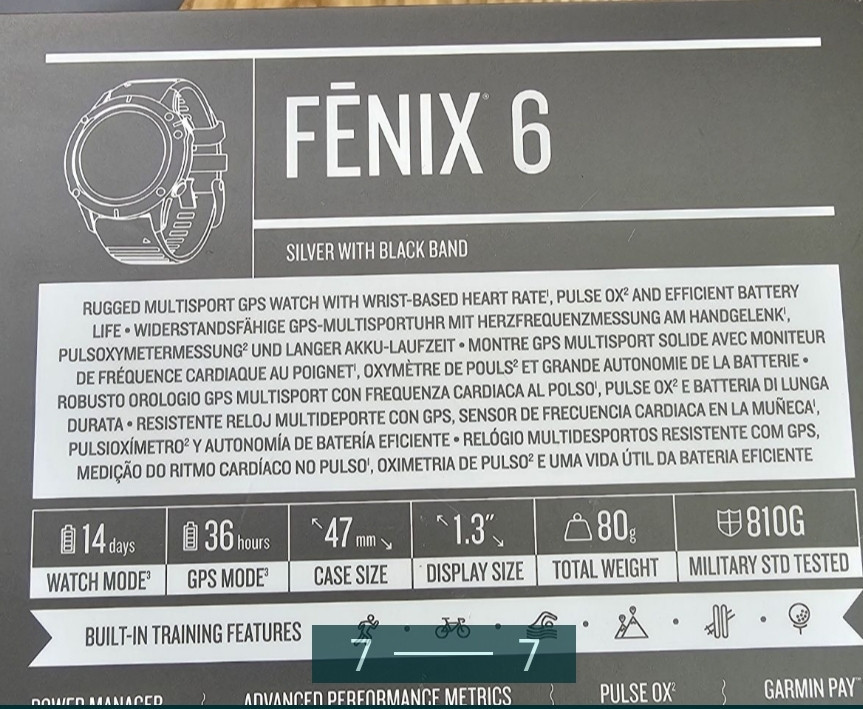 FĒNIX® 6
SILVER WITH BLACK BAND
RUGGED MULTISPORT GPS WATCH WITH WRIST-BASED HEART RATE¹, PULSE OX² AND EFFICIENT BATTERY
LIFE • WIDERSTANDSFÄHIGE GPS-MULTISPORTUHR MIT HERZFREQUENZMESSUNG AM HANDGELENK¹,
PULSOXYMETERMESSUNG² UND LANGER AKKU-LAUFZEIT • MONTRE GPS MULTISPORT SOLIDE AVEC MONITEUR
DE FRÉQUENCE CARDIAQUE AU POIGNET¹, OXYMÈTRE DE POULS² ET GRANDE AUTONOMIE DE LA BATTERIE •
ROBUSTO OROLOGIO GPS MULTISPORT CON FREQUENZA CARDIACA AL POLSO¹, PULSE OX² E BATTERIA DI LUNGA
DURATA • RESISTENTE RELOJ MULTIDEPORTE CON GPS, SENSOR DE FRECUENCIA CARDIACA EN LA MUÑECA¹,
PULSIOXÍMETRO² Y AUTONOMÍA DE BATERÍA EFICIENTE • RELÓGIO MULTIDESPORTOS RESISTENTE COM GPS,
MEDIÇÃO DO RITMO CARDÍACO NO PULSO¹, OXIMETRIA DE PULSO² E UMA VIDA ÚTIL DA BATERIA EFICIENTE
14 days 36 hours 47 mm 1.3″ 80g 810G
WATCH MODE³ GPS MODE³ CASE SIZE DISPLAY SIZE TOTAL WEIGHT MILITARY STD TESTED
BUILT-IN TRAINING FEATURES
7 — 7
POWER MANAGER ADVANCED PERFORMANCE METRICS PULSE OX² GARMIN PAY™